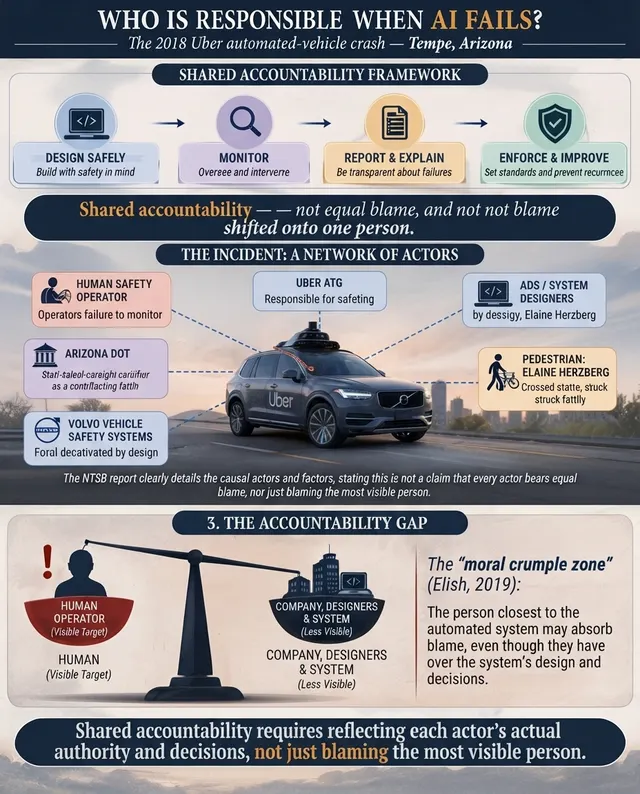 WHO IS RESPONSIBLE WHEN AI FAILS?
The 2018 Uber automated-vehicle crash — Tempe, Arizona
SHARED ACCOUNTABILITY FRAMEWORK
DESIGN SAFELY
Build with safety in mind
MONITOR
Oversee and interverre
REPORT & EXPLAIN
Be transparent about failures
ENFORCE & IMPROVE
Set standards and prevent recurrncee
Shared accountability — — not equal blame, and not not blame
shifted onto one person.
THE INCIDENT: A NETWORK OF ACTORS
HUMAN SAFETY
OPERATOR
Operators failure to monitor
UBER ATG
Responsible for safeting
ADS / SYSTEM
DESIGNERS
by dessigy, Elaine Herzberg
ARIZONA DOT
as a
PEDESTRIAN:
ELAINE HERZBERG
Crossed statte, struck
struck fattlly
VOLVO VEHICLE
SAFETY SYSTEMS
Foral decativated by design
Uber
The NTSB report clearly details the causal actors and factors, stating this is not a claim that every actor bears equal
blame, nor just blaming the most visible person.
3. THE ACCOUNTABILITY GAP
!
HUMAN
OPERATOR
(Visible Target)
HUMAN
(Visible Target)
COMPANY, DESIGNERS
& SYSTEM
(Less Visible)
COMPANY, DESIGNERS
& SYSTEM
(Less Visible)
The “moral crumple zone”
(Elish, 2019):
The person closest to the
automated system may absorb
blame, even though they have
over the system's design and
decisions.
Shared accountability requires reflecting each actor's actual
authority and decisions, not just blaming the most visible person.